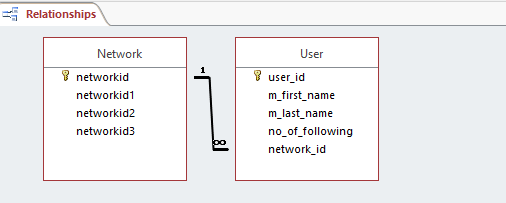 Relationships
Network
networkid
networkid1
networkid2
networkid3
1
∞
User
user_id
m_first_name
m_last_name
no_of_following
network_id